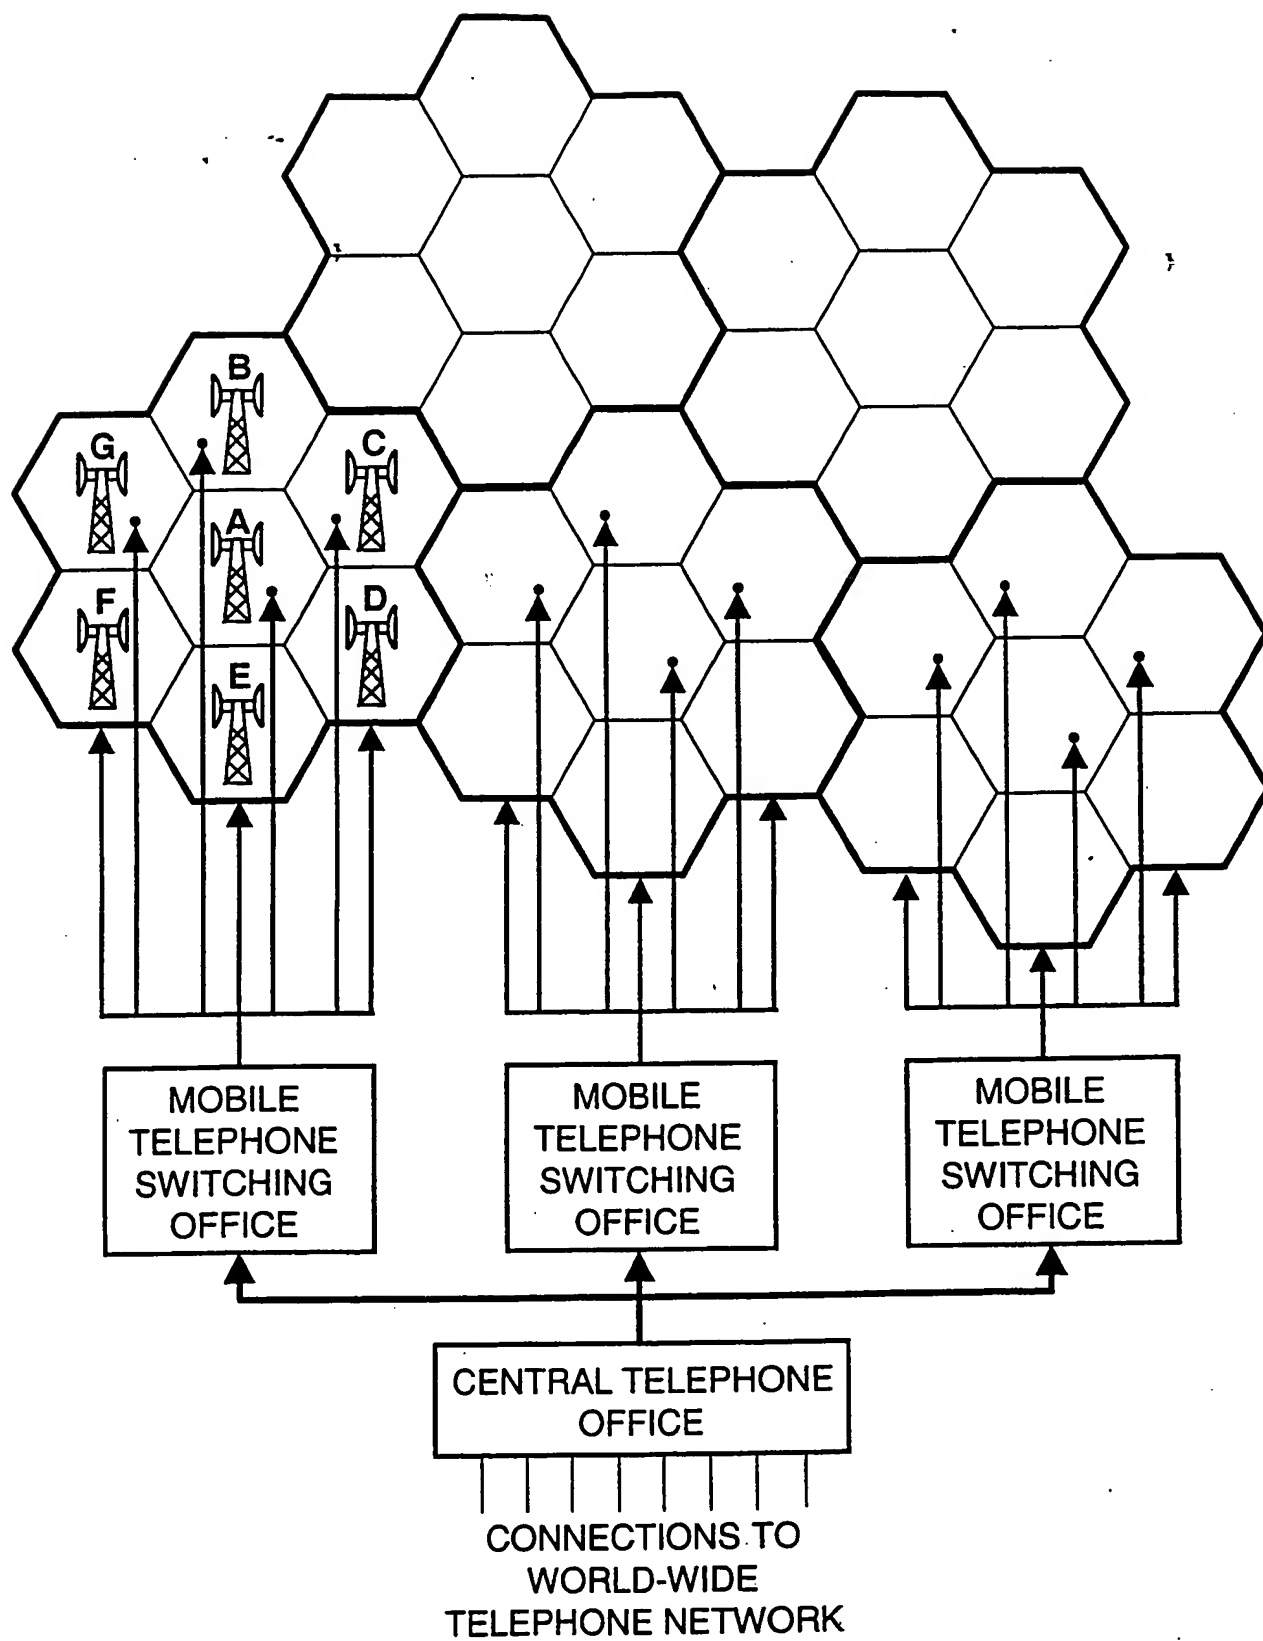 B
G
C
A
F
D
E
MOBILE
TELEPHONE
SWITCHING
OFFICE
MOBILE
TELEPHONE
SWITCHING
OFFICE
MOBILE
TELEPHONE
SWITCHING
OFFICE
CENTRAL TELEPHONE
OFFICE
CONNECTIONS TO
WORLD-WIDE
TELEPHONE NETWORK